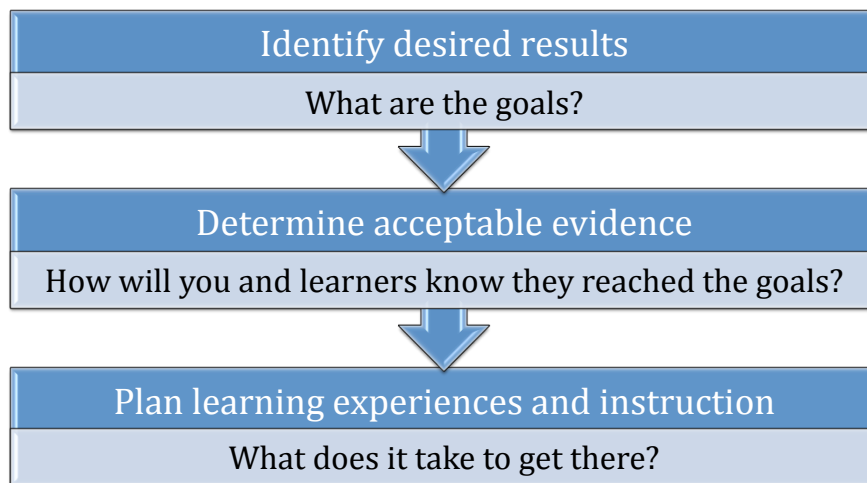 Identify desired results
What are the goals?
Determine acceptable evidence
How will you and learners know they reached the goals?
Plan learning experiences and instruction
What does it take to get there?